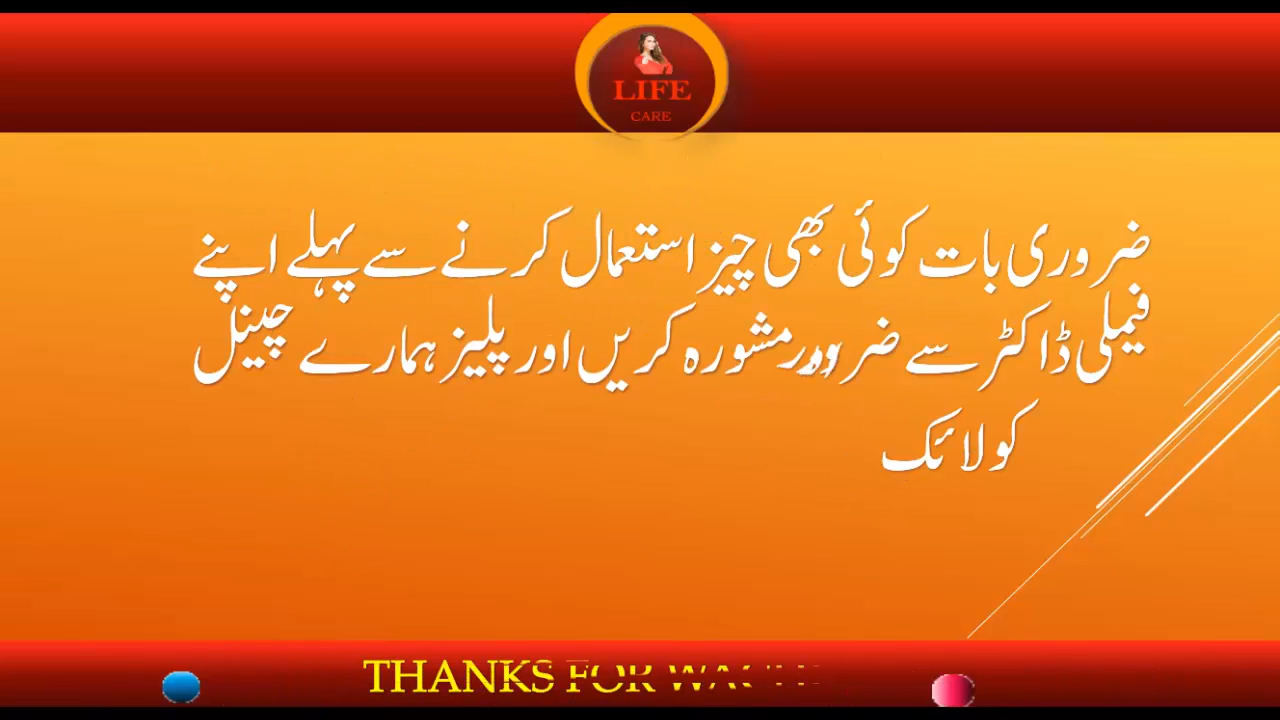 LIFE
CARE
ضروری بات کوئی بھی چیز استعمال کرنے سے پہلے اپنے
فیملی ڈاکٹر سے ضرور مشورہ کریں اور پلیز ہمارے چینل
کو لائک
THANKS FOR